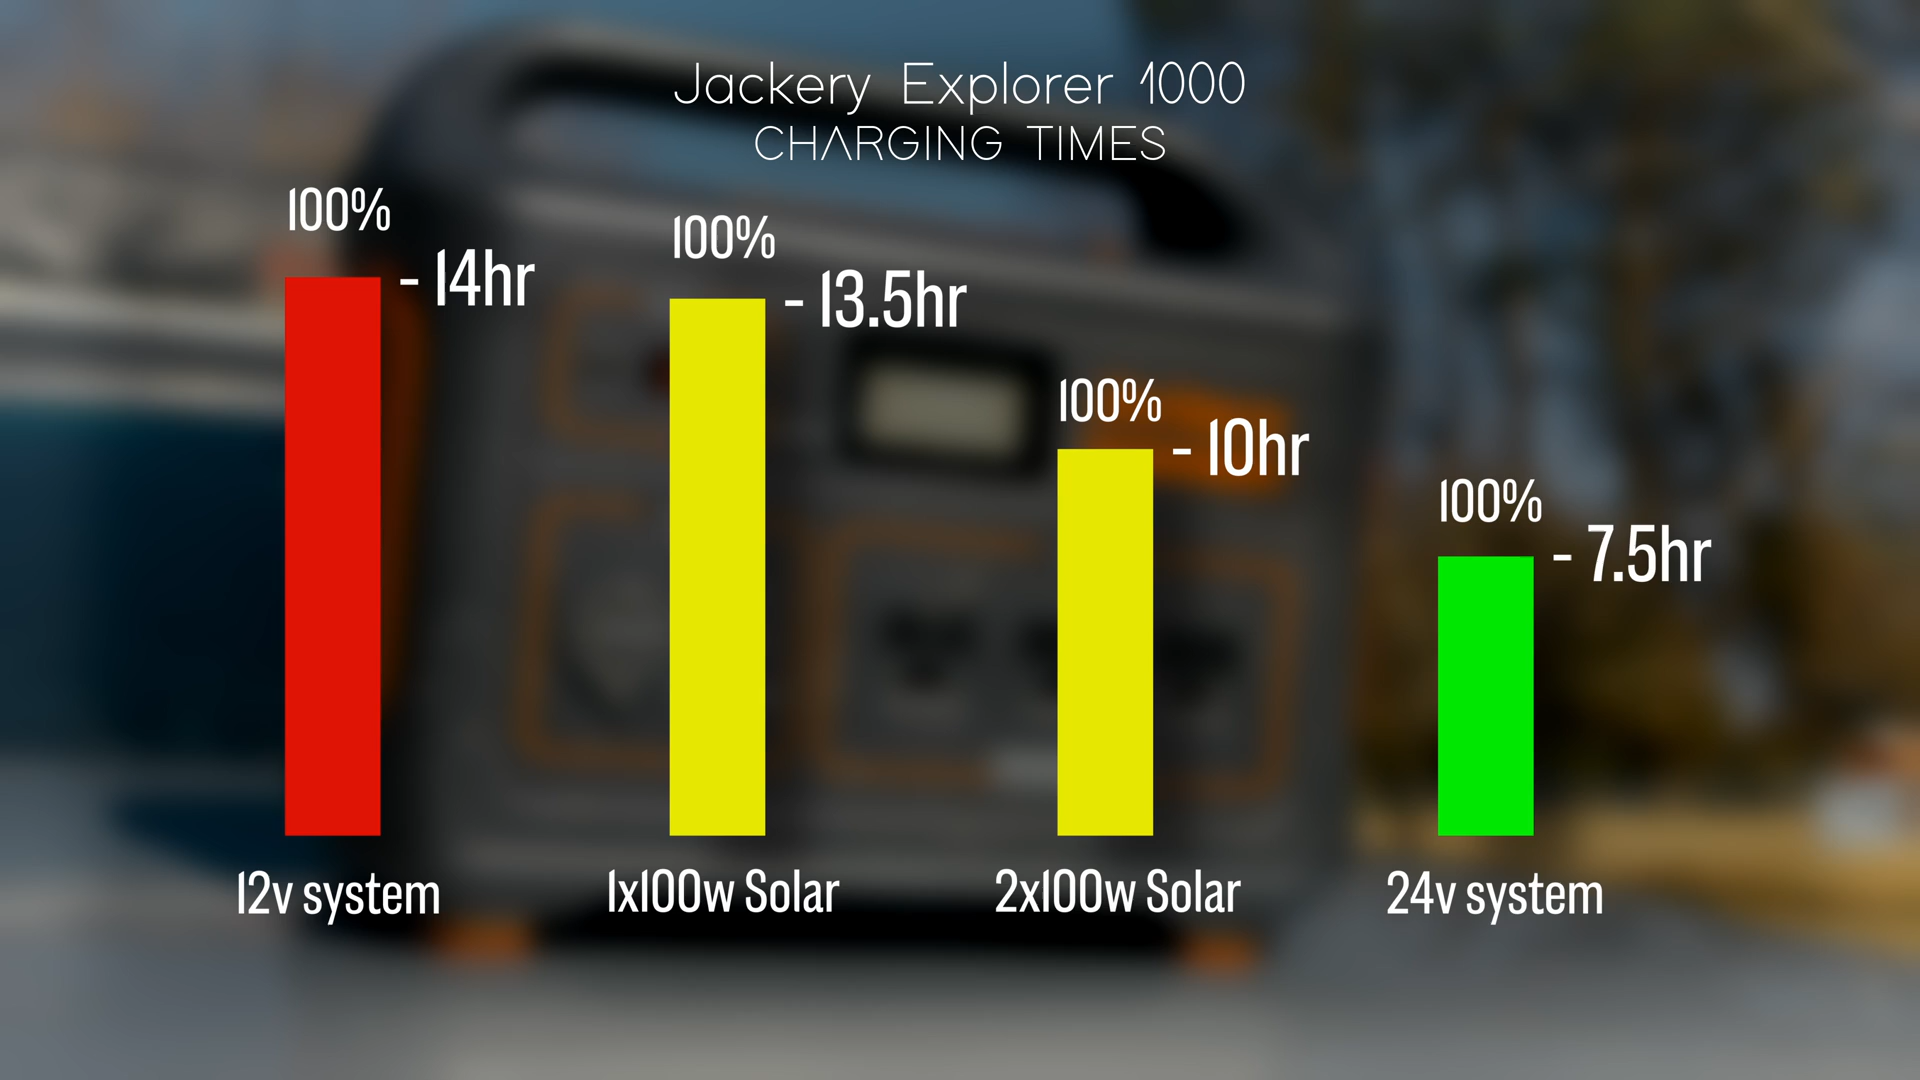 Jackery Explorer 1000
CHARGING TIMES
100%
- 14hr
100%
- 13.5hr
100%
- 10hr
100%
- 7.5hr
12v system
1x100w Solar
2x100w Solar
24v system